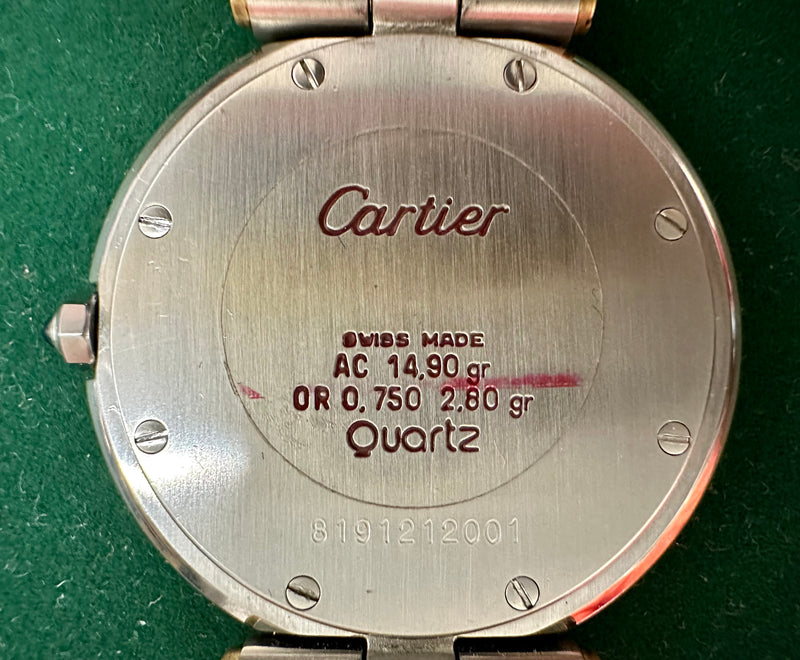 Cartier
SWISS MADE
AC 14,90 gr
OR 0,750 2,80 gr
Quartz
8191212001